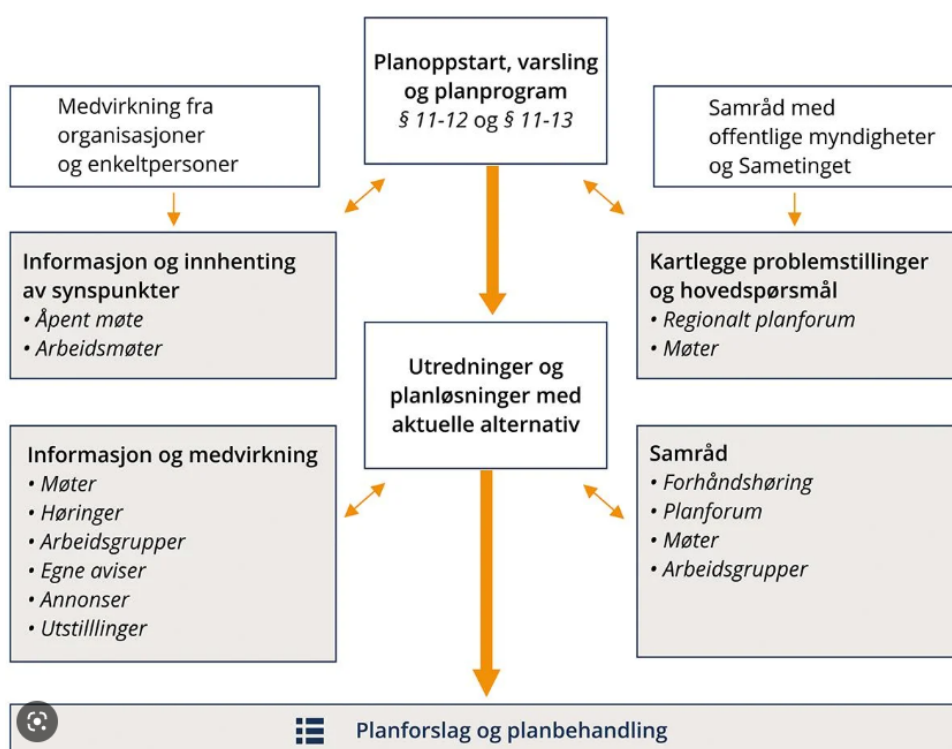 Planoppstart, varsling
og planprogram
§ 11-12 og § 11-13
Medvirkning fra
organisasjoner
og enkeltpersoner
Samråd med
offentlige myndigheter
og Sametinget
Informasjon og innhenting
av synspunkter
• Åpent møte
• Arbeidsmøter
Kartlegge problemstillinger
og hovedspørsmål
• Regionalt planforum
• Møter
Utredninger og
planløsninger med
aktuelle alternativ
Informasjon og medvirkning
• Møter
• Høringer
• Arbeidsgrupper
• Egne aviser
• Annonser
• Utstilllinger
Samråd
• Forhåndshøring
• Planforum
• Møter
• Arbeidsgrupper
Planforslag og planbehandling